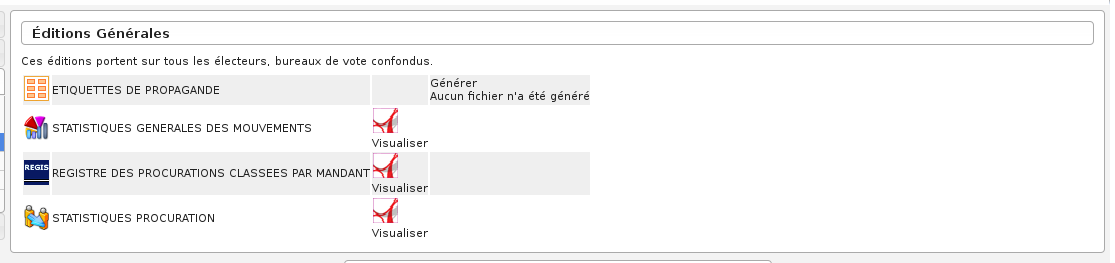 Éditions Générales
Ces éditions portent sur tous les électeurs, bureaux de vote confondus.
ETIQUETTES DE PROPAGANDE
Générer
Aucun fichier n'a été généré
STATISTIQUES GENERALES DES MOUVEMENTS
Visualiser
REGIS
REGISTRE DES PROCURATIONS CLASSEES PAR MANDANT
Visualiser
STATISTIQUES PROCURATION
Visualiser